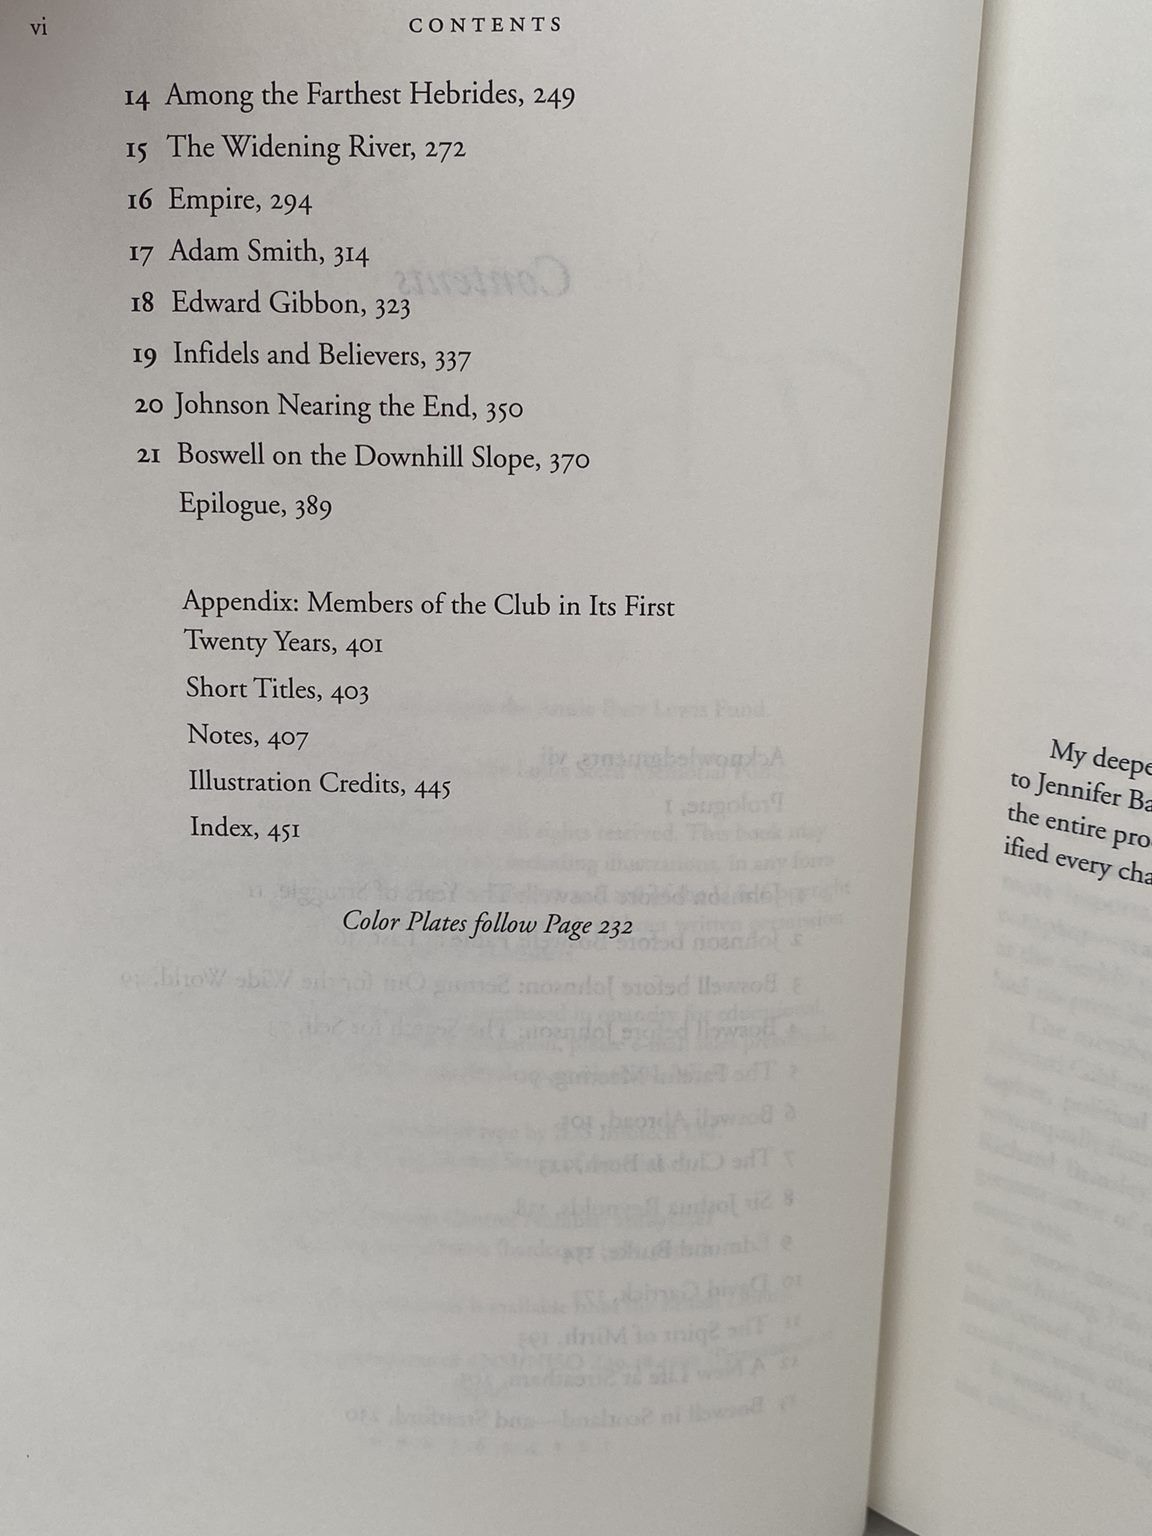 vi
CONTENTS
14 Among the Farthest Hebrides, 249
15 The Widening River, 272
16 Empire, 294
17 Adam Smith, 314
18 Edward Gibbon, 323
19 Infidels and Believers, 337
20 Johnson Nearing the End, 350
21 Boswell on the Downhill Slope, 370
Epilogue, 389
Appendix: Members of the Club in Its First
Twenty Years, 401
Short Titles, 403
Notes, 407
Illustration Credits, 445
Index, 451
Color Plates follow Page 232
My deepe
to Jennifer Ba
the entire pro
ified every cha